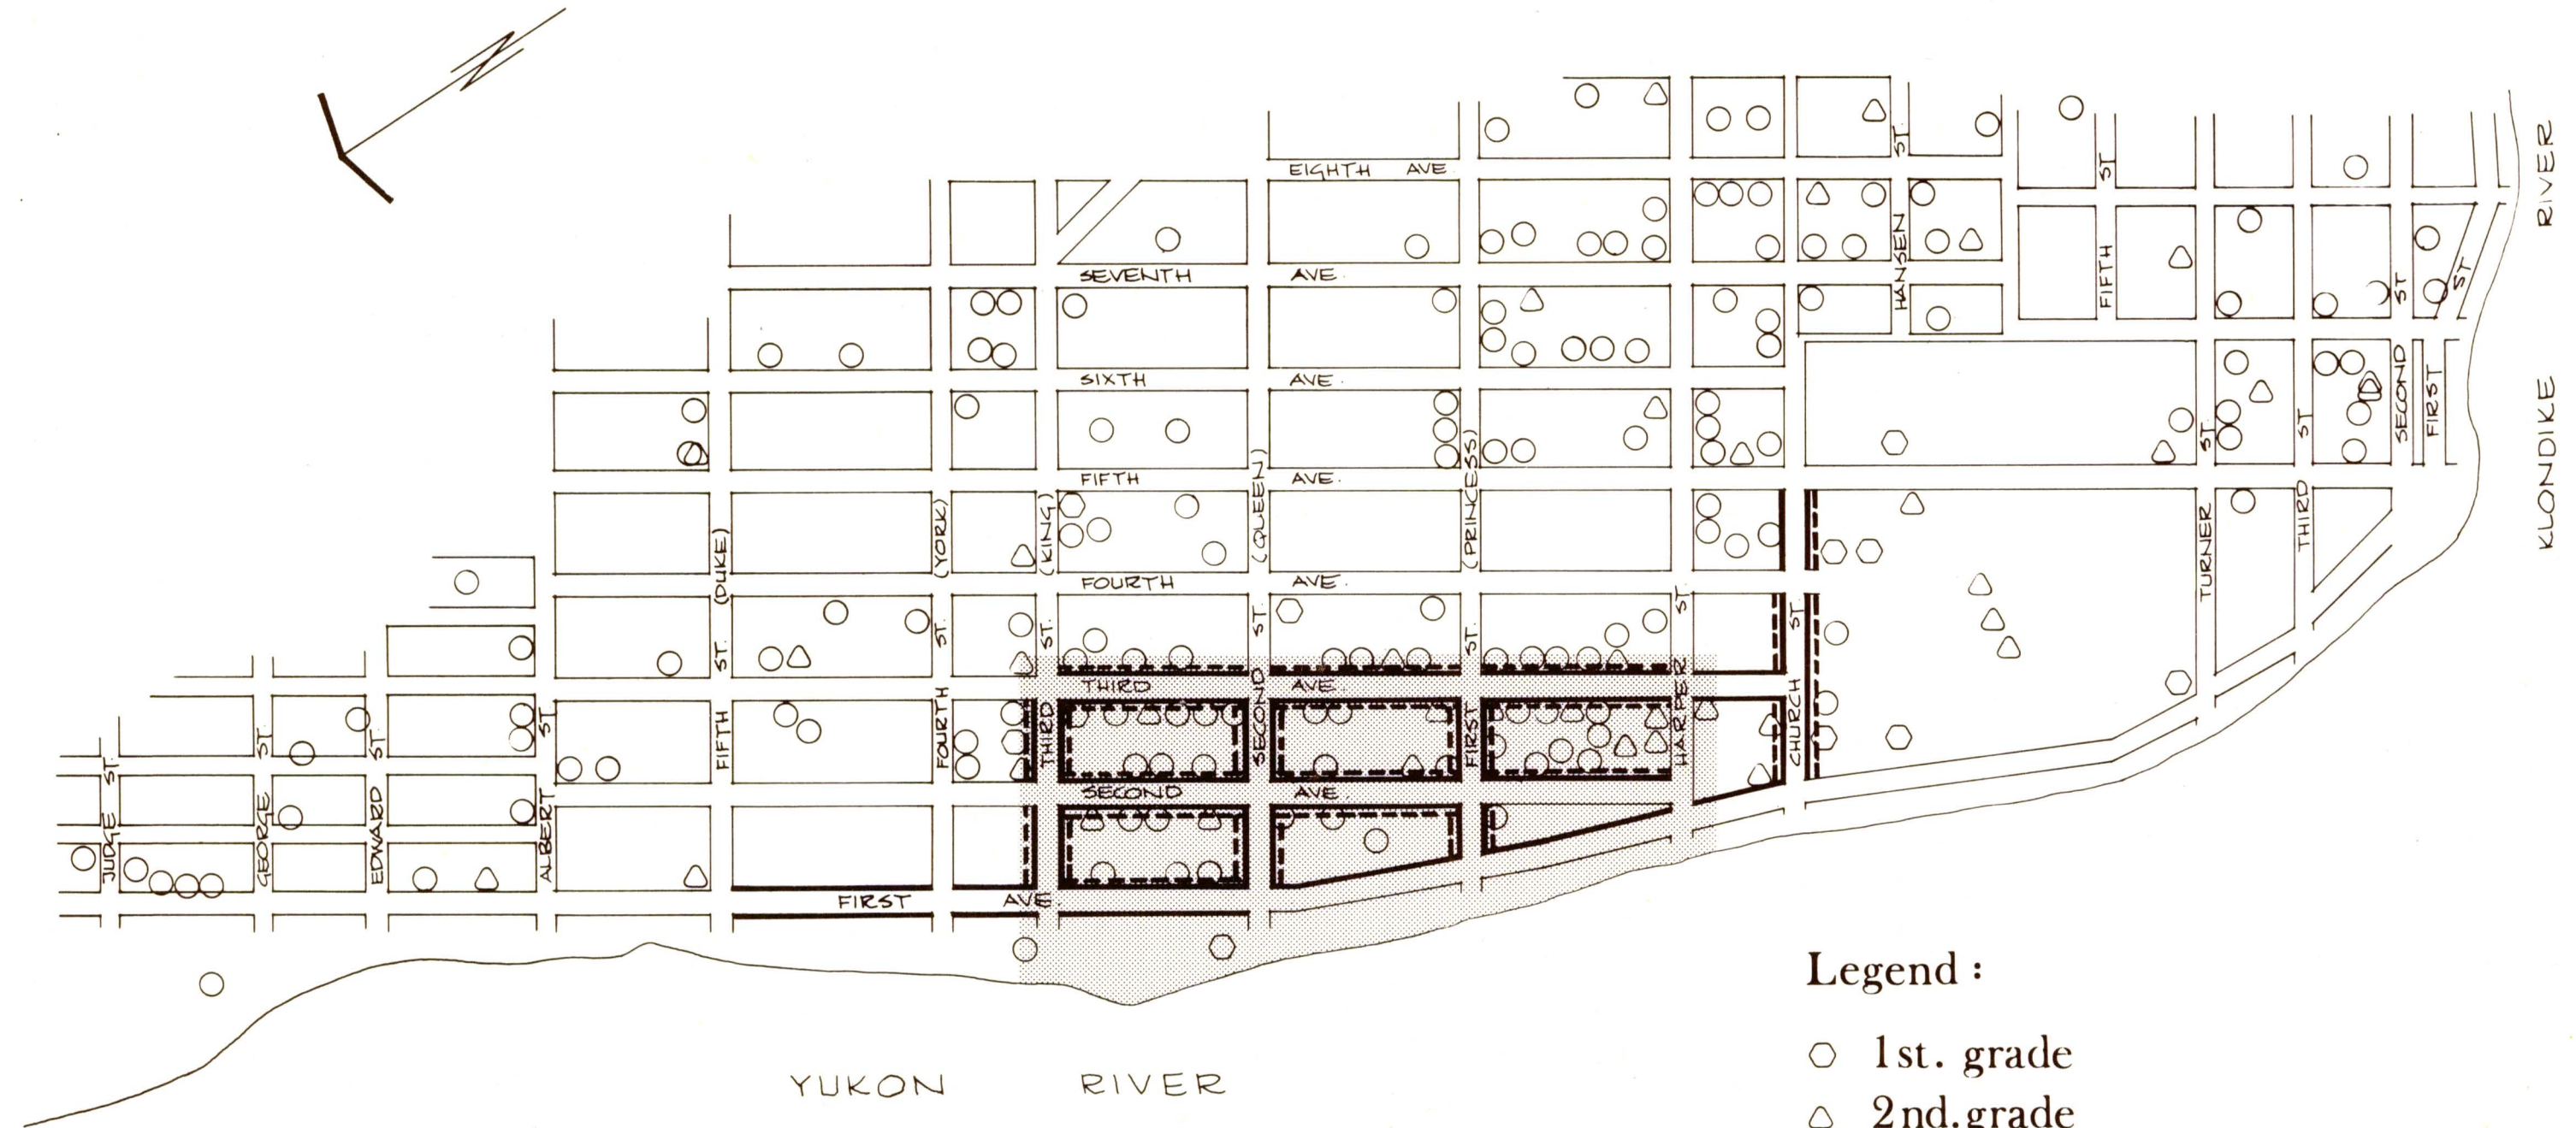 EIGHTH AVE.
SEVENTH AVE.
SIXTH AVE.
FIFTH AVE.
FOURTH AVE.
THIRD AVE.
SECOND AVE.
FIRST AVE.
JUDGE ST.
GEORGE ST.
EDWARD ST.
ALBERT ST
FIFTH ST. (DUKE)
FOURTH ST. (YORK)
THIRD ST. (KING)
SECOND ST. (QUEEN)
FIRST ST. (PRINCESS)
HARPER ST.
CHURCH ST
HANSEN ST.
FIFTH ST
TURNER ST.
THIRD ST
SECOND ST
FIRST ST
KLONDIKE RIVER
YUKON RIVER
Legend :
1st. grade
2nd. grade